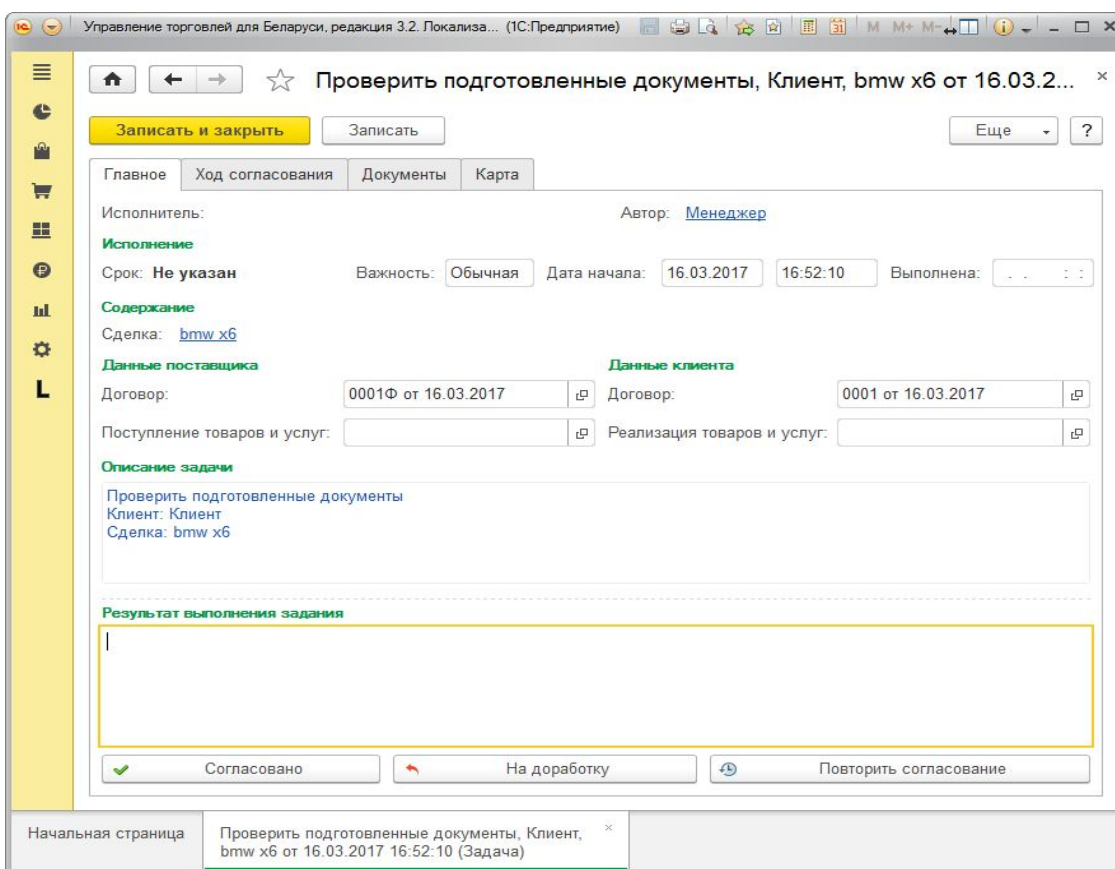 Управление торговлей для Беларуси, редакция 3.2. Локализа... (1С:Предприятие) M M+ M-
Проверить подготовленные документы, Клиент, bmw x6 от 16.03.2...
Записать и закрыть Записать Еще ?
Главное Ход согласования Документы Карта
Исполнитель: Автор: Менеджер
Исполнение
Срок: Не указан Важность: Обычная Дата начала: 16.03.2017 16:52:10 Выполнена: . . : :
Содержание
Сделка: bmw x6
Данные поставщика Данные клиента
Договор: 0001Ф от 16.03.2017 Договор: 0001 от 16.03.2017
Поступление товаров и услуг: Реализация товаров и услуг:
Описание задачи
Проверить подготовленные документы
Клиент: Клиент
Сделка: bmw x6
Результат выполнения задания
Согласовано На доработку Повторить согласование
Начальная страница Проверить подготовленные документы, Клиент,
bmw x6 от 16.03.2017 16:52:10 (Задача)